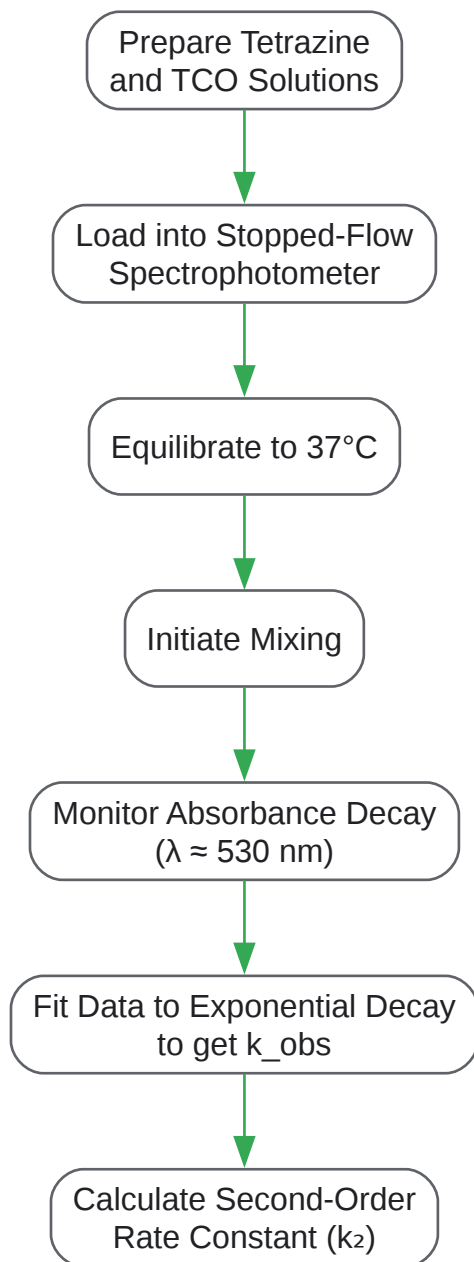 Prepare Tetrazine
and TCO Solutions
Load into Stopped-Flow
Spectrophotometer
Equilibrate to 37°C
Initiate Mixing
Monitor Absorbance Decay
(λ ≈ 530 nm)
Fit Data to Exponential Decay
to get k_obs
Calculate Second-Order
Rate Constant (k₂)